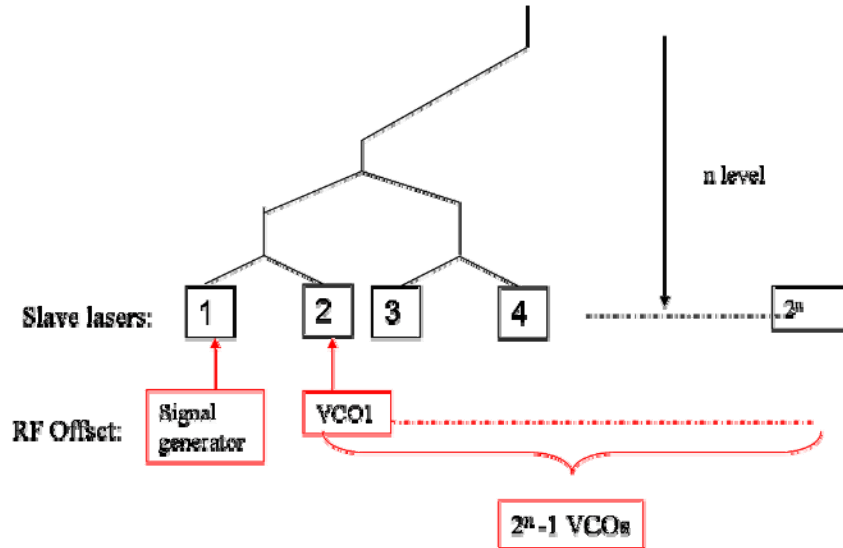 n level
Slave lasers: 1 2 3 4 2ⁿ
RF Offset: Signal generator VCO1
2ⁿ -1 VCOs